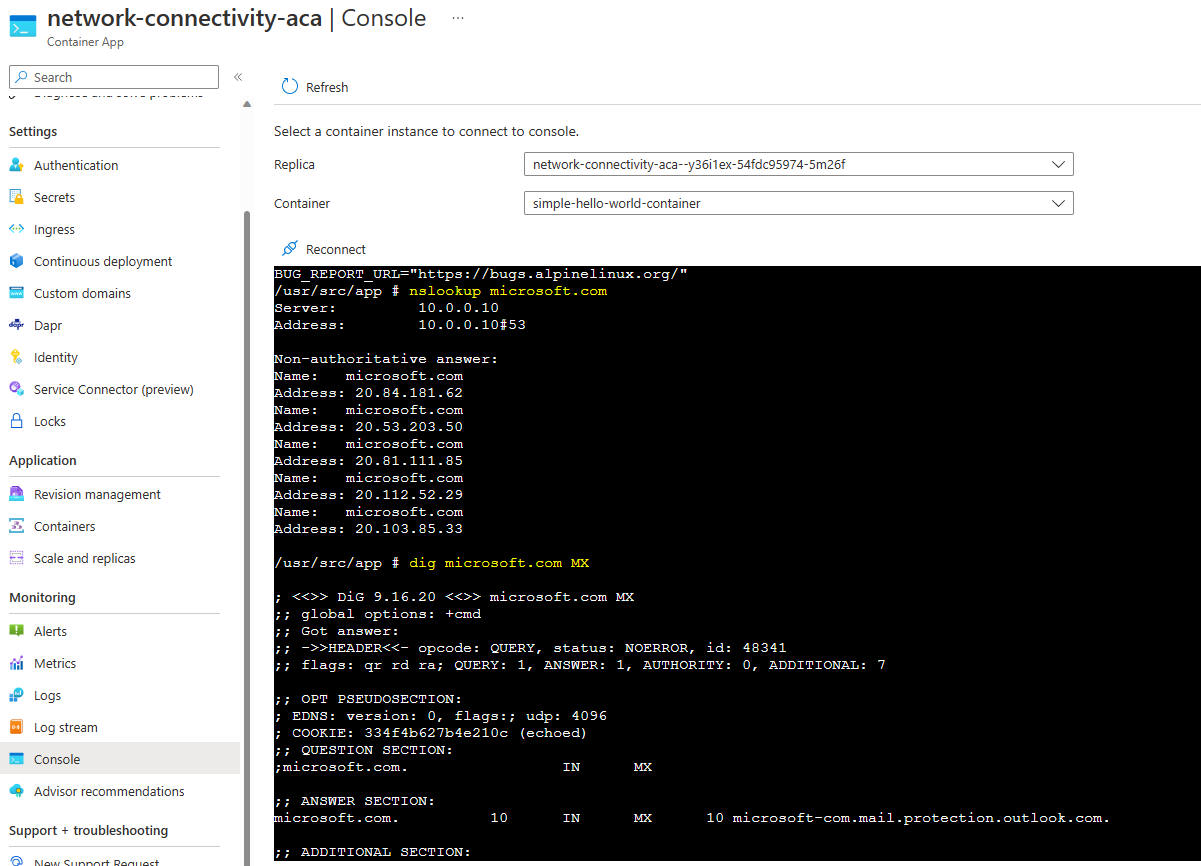 network-connectivity-aca | Console ...
Container App
Search
«
Diagnose and solve problems
Settings
Authentication
Secrets
Ingress
Continuous deployment
Custom domains
Dapr
Identity
Service Connector (preview)
Locks
Application
Revision management
Containers
Scale and replicas
Monitoring
Alerts
Metrics
Logs
Log stream
Console
Advisor recommendations
Support + troubleshooting
New Support Request
Refresh
Select a container instance to connect to console.
Replica network-connectivity-aca--y36i1ex-54fdc95974-5m26f
Container simple-hello-world-container
Reconnect
BUG_REPORT_URL="https://bugs.alpinelinux.org/"
/usr/src/app # nslookup microsoft.com
Server: 10.0.0.10
Address: 10.0.0.10#53
Non-authoritative answer:
Name: microsoft.com
Address: 20.84.181.62
Name: microsoft.com
Address: 20.53.203.50
Name: microsoft.com
Address: 20.81.111.85
Name: microsoft.com
Address: 20.112.52.29
Name: microsoft.com
Address: 20.103.85.33
/usr/src/app # dig microsoft.com MX
; <<>> DiG 9.16.20 <<>> microsoft.com MX
;; global options: +cmd
;; Got answer:
;; ->>HEADER<<- opcode: QUERY, status: NOERROR, id: 48341
;; flags: qr rd ra; QUERY: 1, ANSWER: 1, AUTHORITY: 0, ADDITIONAL: 7
;; OPT PSEUDOSECTION:
; EDNS: version: 0, flags:; udp: 4096
; COOKIE: 334f4b627b4e210c (echoed)
;; QUESTION SECTION:
;microsoft.com. IN MX
;; ANSWER SECTION:
microsoft.com. 10 IN MX 10 microsoft-com.mail.protection.outlook.com.
;; ADDITIONAL SECTION: